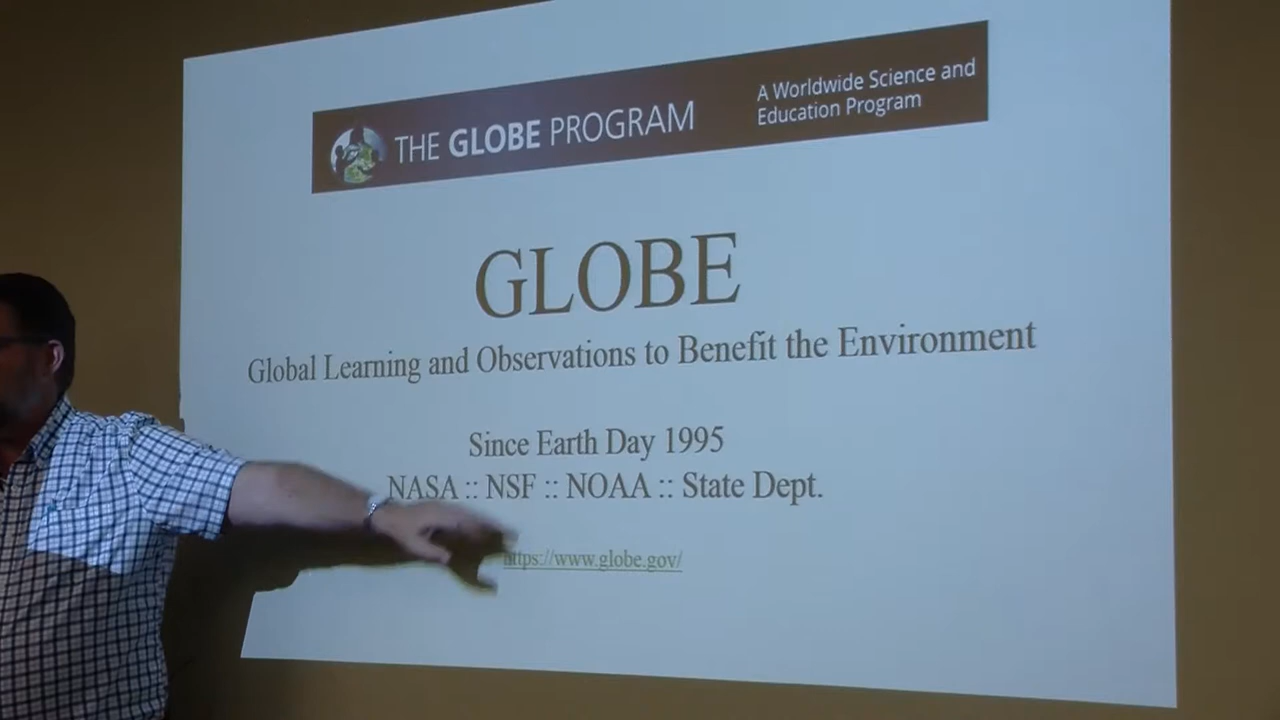 THE GLOBE PROGRAM
A Worldwide Science and
Education Program
GLOBE
Global Learning and Observations to Benefit the Environment
Since Earth Day 1995
NASA :: NSF :: NOAA :: State Dept.
https://www.globe.gov/